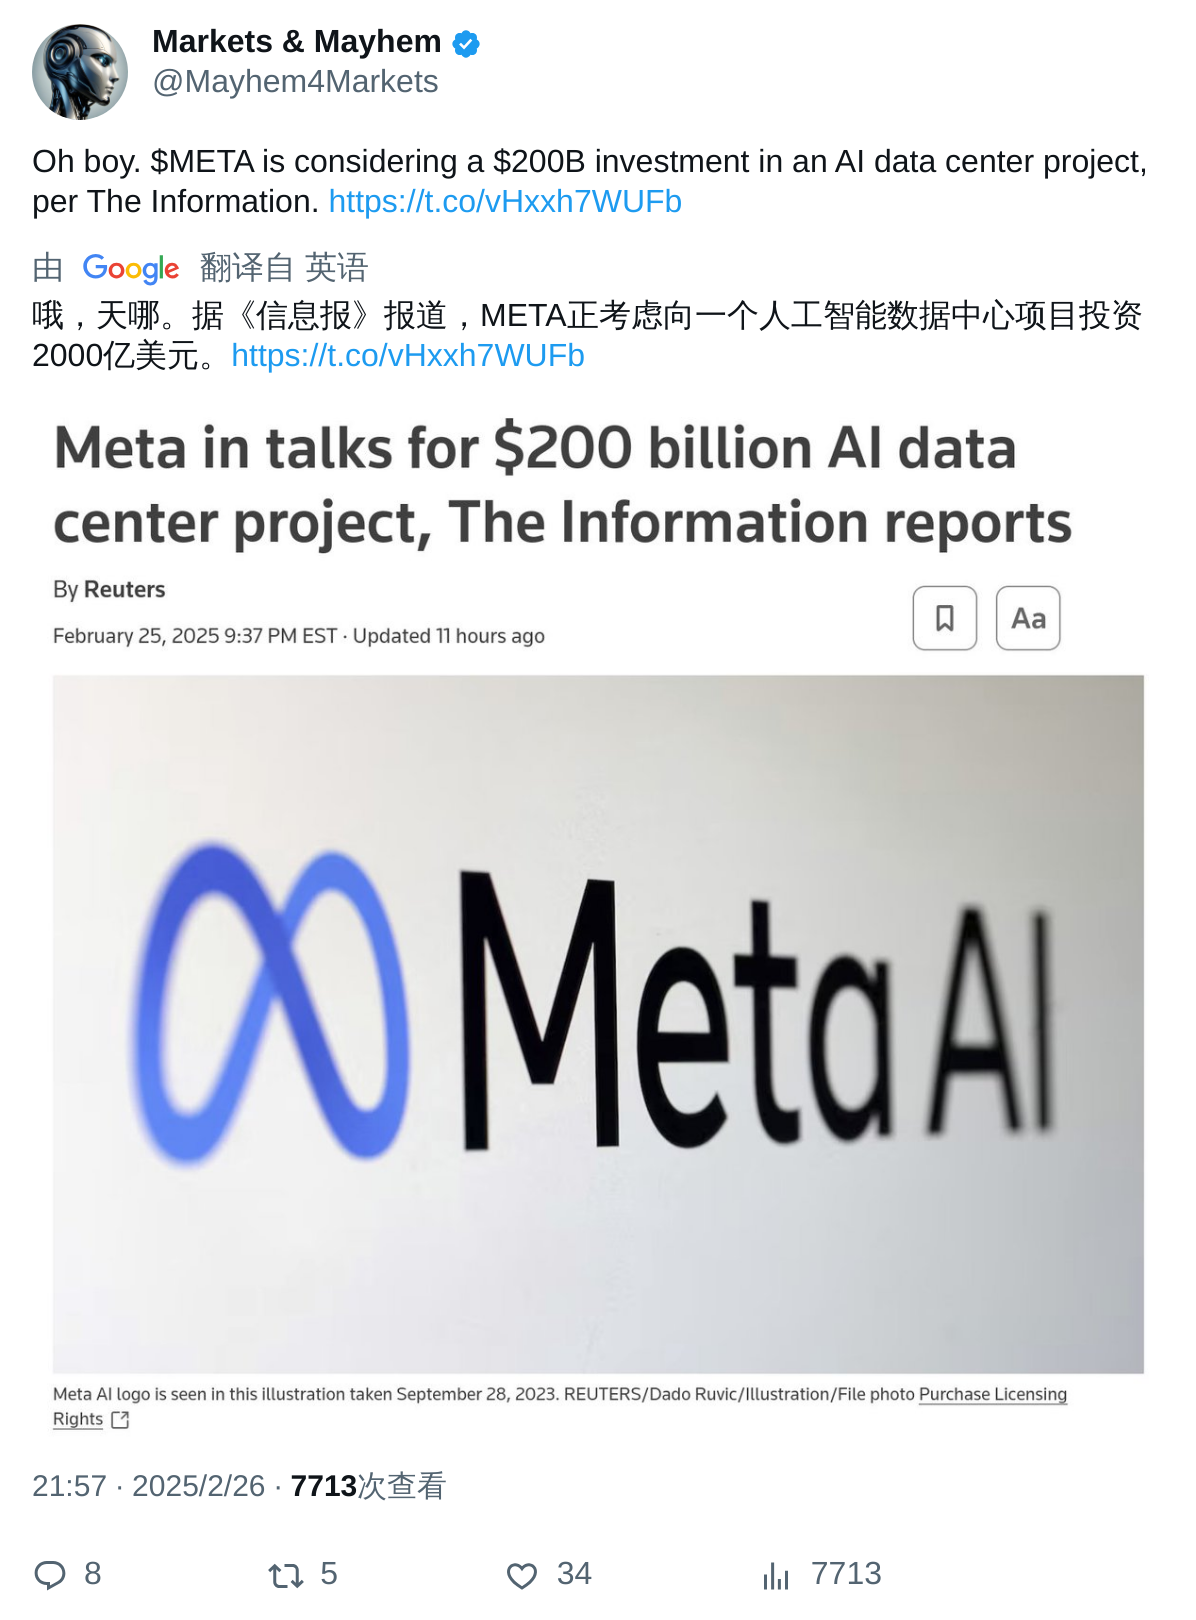 Markets & Mayhem
@Mayhem4Markets
Oh boy. $META is considering a $200B investment in an AI data center project,
per The Information. https://t.co/vHxxh7WUFb
由 Google 翻译自 英语
哦，天哪。据《信息报》报道，META正考虑向一个人工智能数据中心项目投资
2000亿美元。https://t.co/vHxxh7WUFb
Meta in talks for $200 billion AI data
center project, The Information reports
By Reuters
February 25, 2025 9:37 PM EST · Updated 11 hours ago
Aa
Meta AI
Meta AI logo is seen in this illustration taken September 28, 2023. REUTERS/Dado Ruvic/Illustration/File photo Purchase Licensing
Rights
21:57 · 2025/2/26 · 7713次查看
8 5 34 7713